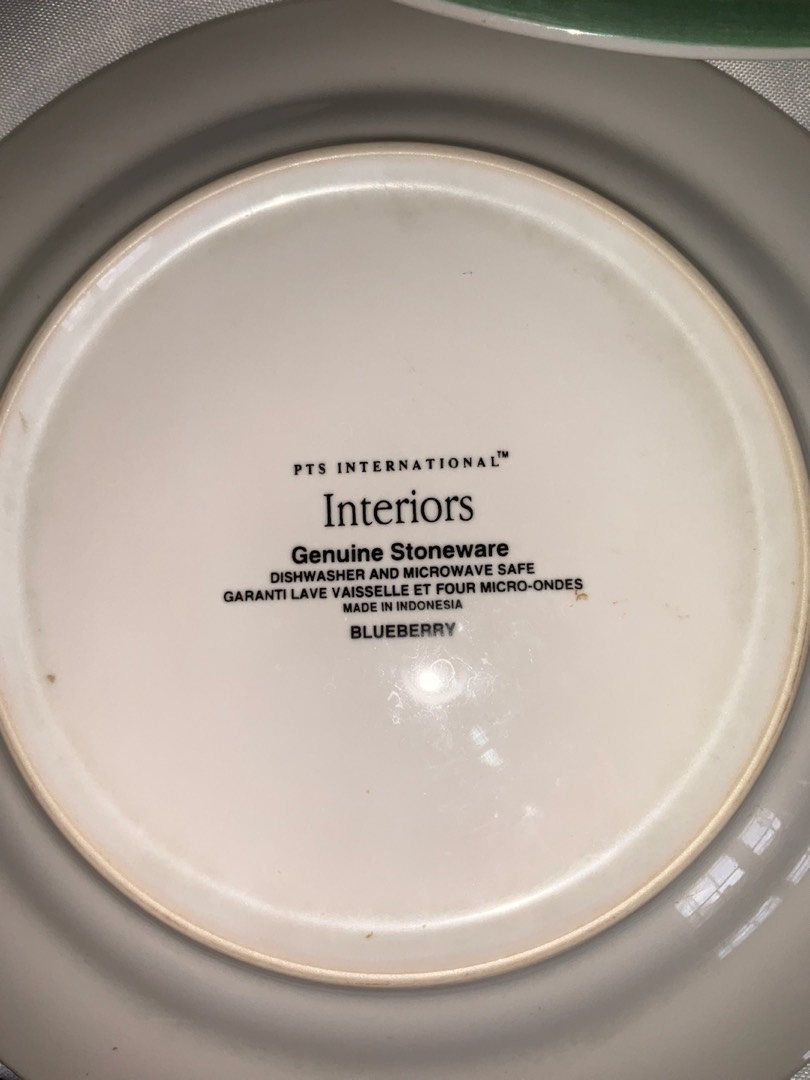 PTS INTERNATIONAL™
Interiors
Genuine Stoneware
DISHWASHER AND MICROWAVE SAFE
GARANTI LAVE VAISSELLE ET FOUR MICRO-ONDES
MADE IN INDONESIA
BLUEBERRY